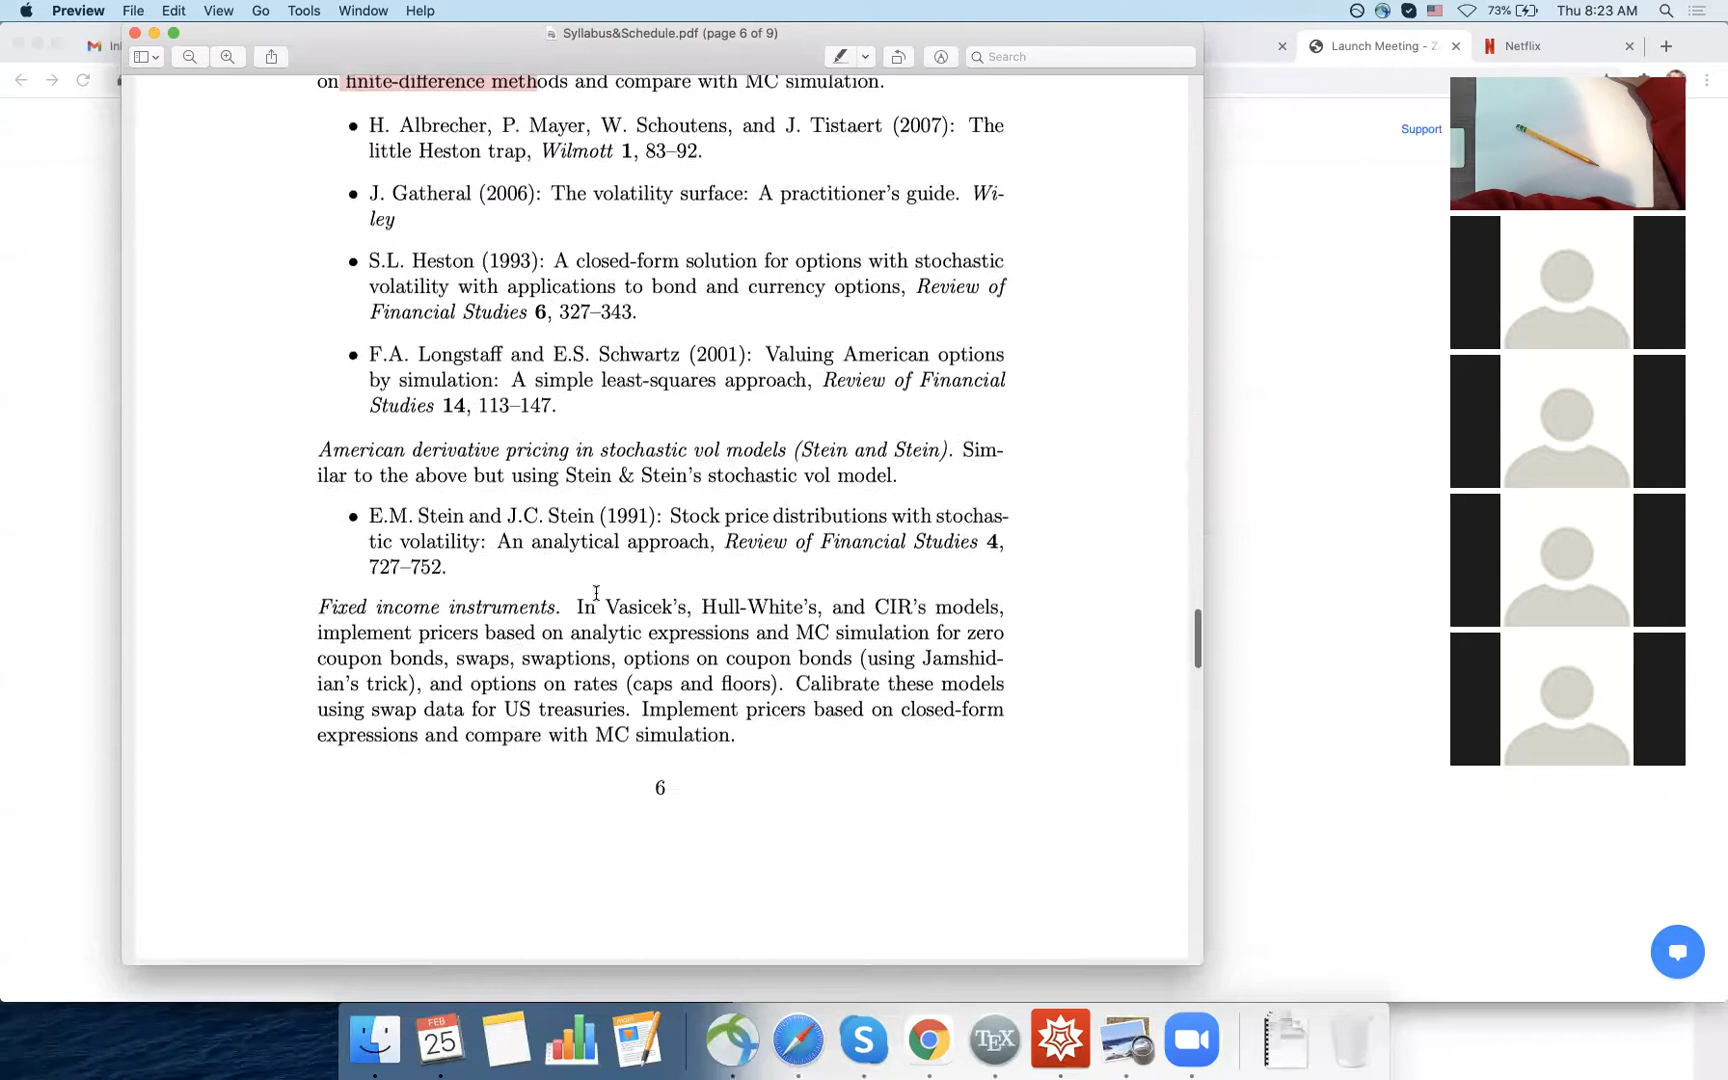 Preview File Edit View Go Tools Window Help
73% Thu 8:23 AM
Syllabus&Schedule.pdf (page 6 of 9)
Launch Meeting - Z
Netflix
Search
Support
on finite-difference methods and compare with MC simulation.
• H. Albrecher, P. Mayer, W. Schoutens, and J. Tistaert (2007): The
little Heston trap, Wilmott 1, 83–92.
• J. Gatheral (2006): The volatility surface: A practitioner's guide. Wi-
ley
• S.L. Heston (1993): A closed-form solution for options with stochastic
volatility with applications to bond and currency options, Review of
Financial Studies 6, 327–343.
• F.A. Longstaff and E.S. Schwartz (2001): Valuing American options
by simulation: A simple least-squares approach, Review of Financial
Studies 14, 113–147.
American derivative pricing in stochastic vol models (Stein and Stein). Sim-
ilar to the above but using Stein & Stein's stochastic vol model.
• E.M. Stein and J.C. Stein (1991): Stock price distributions with stochas-
tic volatility: An analytical approach, Review of Financial Studies 4,
727–752.
Fixed income instruments. In Vasicek's, Hull-White's, and CIR's models,
implement pricers based on analytic expressions and MC simulation for zero
coupon bonds, swaps, swaptions, options on coupon bonds (using Jamshid-
ian's trick), and options on rates (caps and floors). Calibrate these models
using swap data for US treasuries. Implement pricers based on closed-form
expressions and compare with MC simulation.
6
FEB
25
TEX